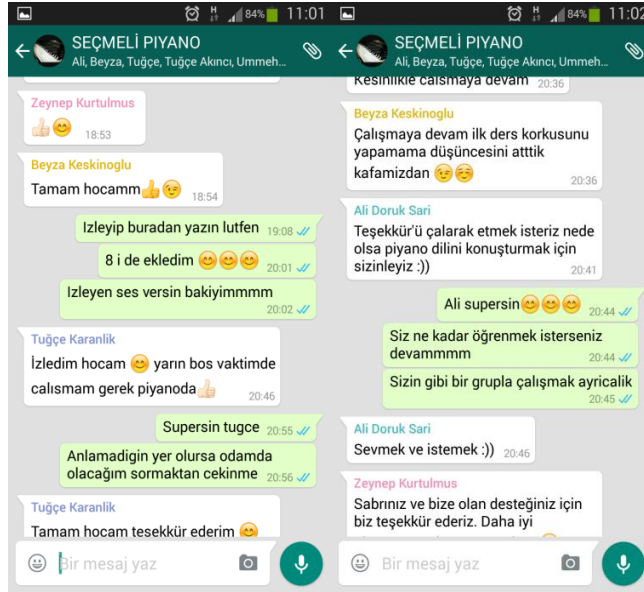 84% 11:01
SEÇMELİ PIYANO
Ali, Beyza, Tuğçe, Tuğçe Akıncı, Ummeh...
Zeynep Kurtulmus
👍😊 18:53
Beyza Keskinoglu
Tamam hocamm👍😉 18:54
Izleyip buradan yazın lutfen 19:08
8 i de ekledim 😊😊😊 20:01
Izleyen ses versin bakiyimmmm
20:02
Tuğçe Karanlik
İzledim hocam 😊 yarın bos vaktimde
calısmam gerek piyanoda👍 20:46
Supersin tugce 20:55
Anlamadigin yer olursa odamda
olacağım sormaktan cekinme 20:56
Tuğçe Karanlik
Tamam hocam tesekkür ederim 😊
Bir mesaj yaz
84% 11:02
SEÇMELİ PIYANO
Ali, Beyza, Tuğçe, Tuğçe Akıncı, Ummeh...
Kesinlikle calsmaya devam 20:36
Beyza Keskinoglu
Çalışmaya devam ilk ders korkusunu
yapamama düşüncesini atttik
kafamizdan 😉☺️ 20:36
Ali Doruk Sari
Teşekkür'ü çalarak etmek isteriz nede
olsa piyano dilini konuşturmak için
sizinleyiz :)) 20:41
Ali supersin😊😊😊 20:44
Siz ne kadar öğrenmek isterseniz
devammmm 20:44
Sizin gibi bir grupla çalışmak ayricalik
20:45
Ali Doruk Sari
Sevmek ve istemek :)) 20:46
Zeynep Kurtulmus
Sabrınız ve bize olan desteğiniz için
biz teşekkür ederiz. Daha iyi
Bir mesaj yaz